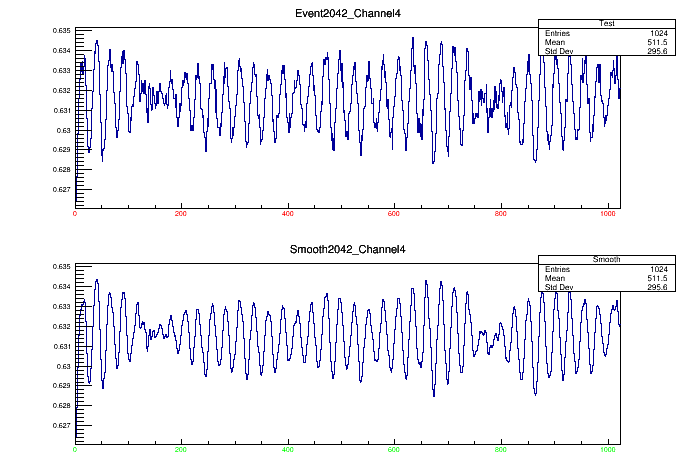 Event2042_Channel4
Test
Entries 1024
Mean 511.5
Std Dev 295.6
0.635
0.634
0.633
0.632
0.631
0.63
0.629
0.628
0.627
0 200 400 600 800 1000
Smooth2042_Channel4
Smooth
Entries 1024
Mean 511.5
Std Dev 295.6
0.635
0.634
0.633
0.632
0.631
0.63
0.629
0.628
0.627
0 200 400 600 800 1000